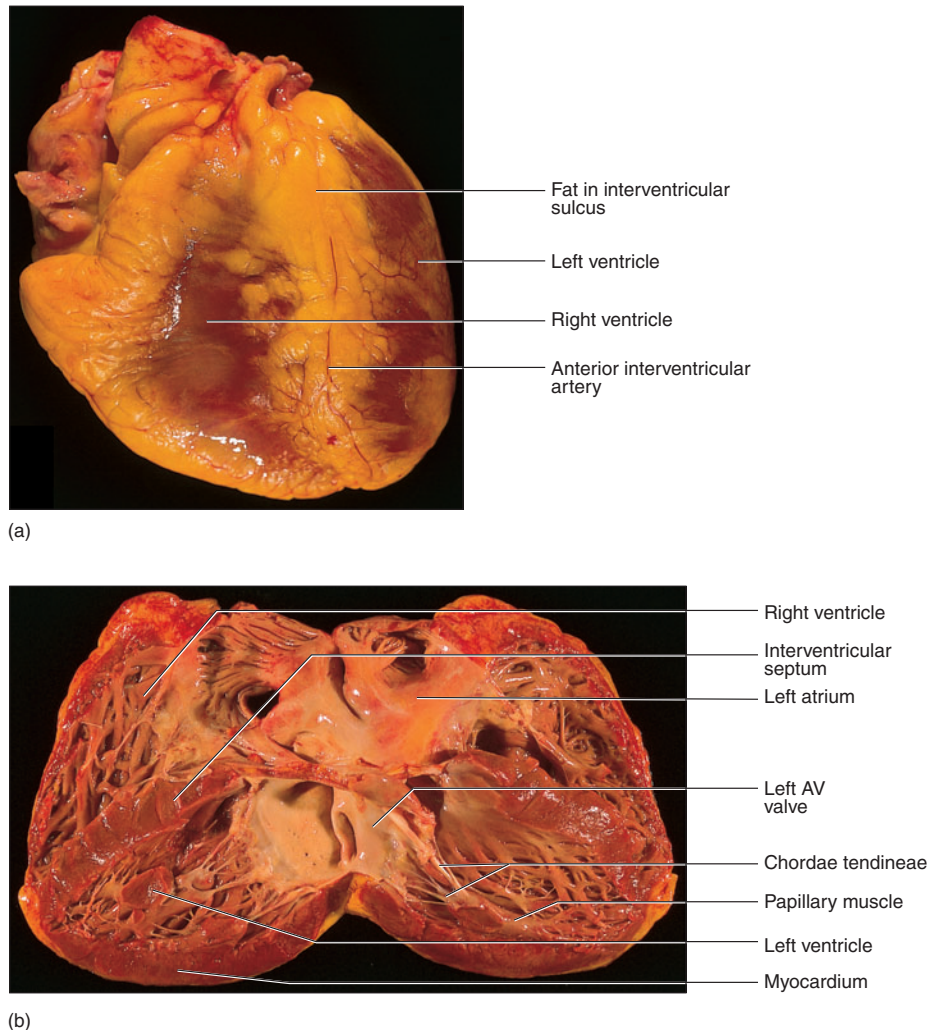 Fat in interventricular
sulcus
Left ventricle
Right ventricle
Anterior interventricular
artery
(a)
Right ventricle
Interventricular
septum
Left atrium
Left AV
valve
Chordae tendineae
Papillary muscle
Left ventricle
Myocardium
(b)